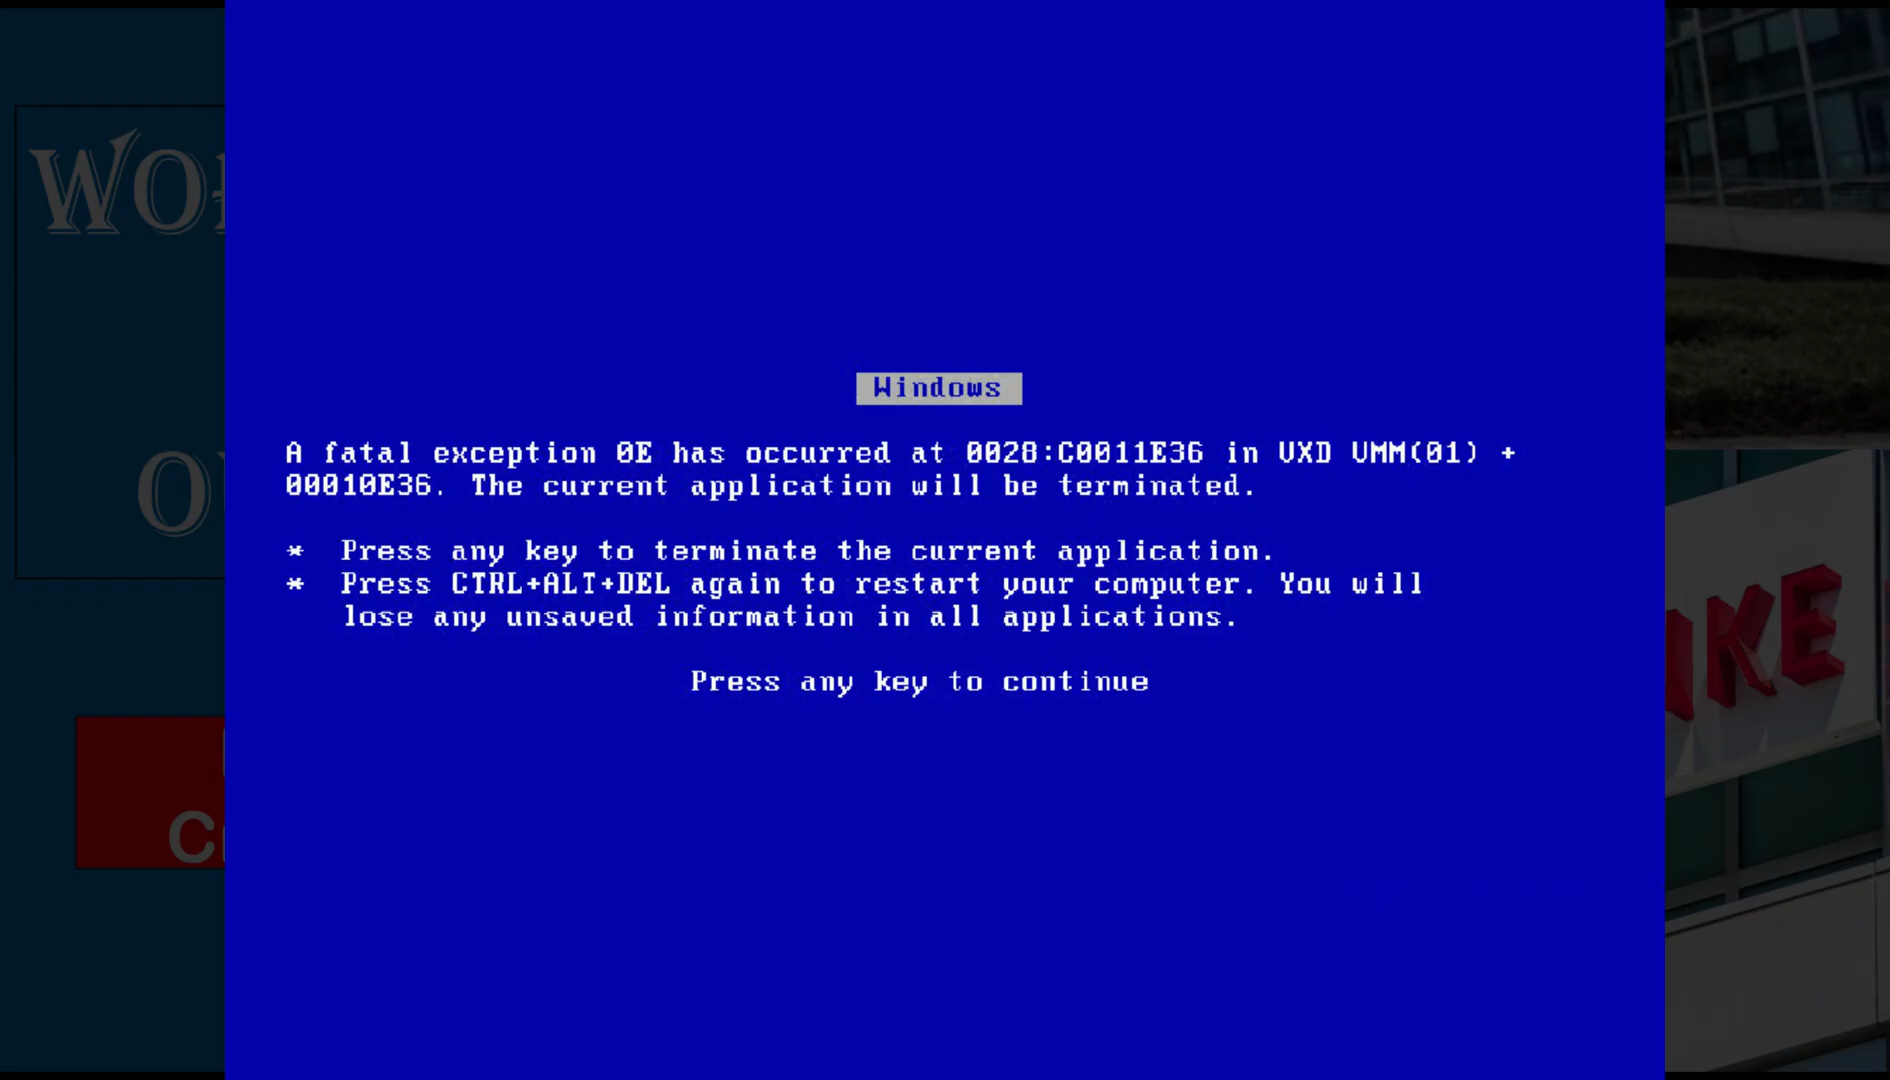 Windows
A fatal exception 0E has occurred at 0028:C0011E36 in VXD VMM(01) +
00010E36. The current application will be terminated.
* Press any key to terminate the current application.
* Press CTRL+ALT+DEL again to restart your computer. You will
lose any unsaved information in all applications.
Press any key to continue